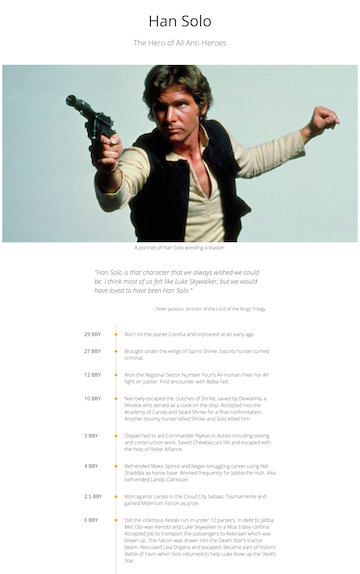 Han Solo
The Hero of All Anti-Heroes
A portrait of Han Solo wielding a blaster.
"Han Solo is that character that we always wished we could
be. I think most of us felt like Luke Skywalker, but we would
have loved to have been Han Solo."
- Peter Jackson, director of the Lord of the Rings Trilogy.
29 BBY Born on the planet Corellia and orphaned at an early age.
27 BBY Brought under the wings of Garris Shrike, bounty hunter turned
criminal.
12 BBY Won the Regional Sector Number Four's All-Human Free-For-All
fight on Jubilar. First encounter with Boba Fett.
10 BBY Narrowly escaped the clutches of Shrike, saved by Dewanna, a
Wookie who served as a cook on the ship. Accepted into the
Academy of Carida and faced Shrike for a final confrontation.
Another bounty hunter killed Shrike and Solo killed him.
5 BBY Dispatched to aid Commander Nyklas in duties including slaving
and construction work. Saved Chewbacca's life and escaped with
the help of Rebel Alliance.
4 BBY Befriended Mako Spince and began smuggling career using Nar
Shaddaa as home base. Worked frequently for Jabba the Hutt. Also
befriended Lando Calrissian.
2.5 BBY Won against Lando in the Cloud City Sabaac Tournamente and
gained Millenium Falcon as prize.
0 BBY Did the infamous Kessel run in under 12 parsecs. In debt to Jabba.
Met Obi-wan Kenobi and Luke Skywalker in a Mos Eisley cantina.
Accepted job to transport the passengers to Alderaan which was
blown up. The Falcon was drawn into the Death Star's tractor
beam. Rescued Leia Organa and escaped. Became part of historic
Battle of Yavin when Solo returned to help Luke blow up the Death
Star.